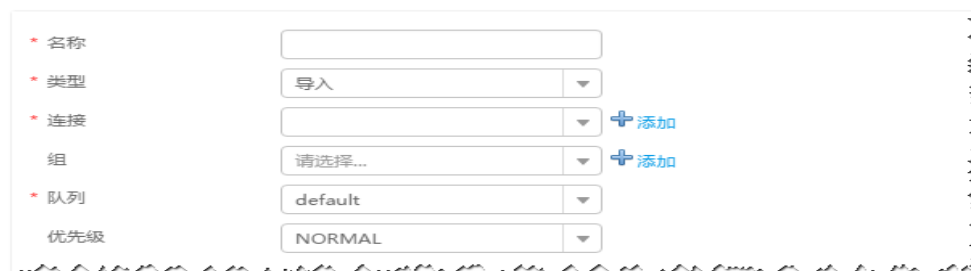 * 名称
* 类型 导入
* 连接 添加
组 请选择... 添加
* 队列 default
优先级 NORMAL